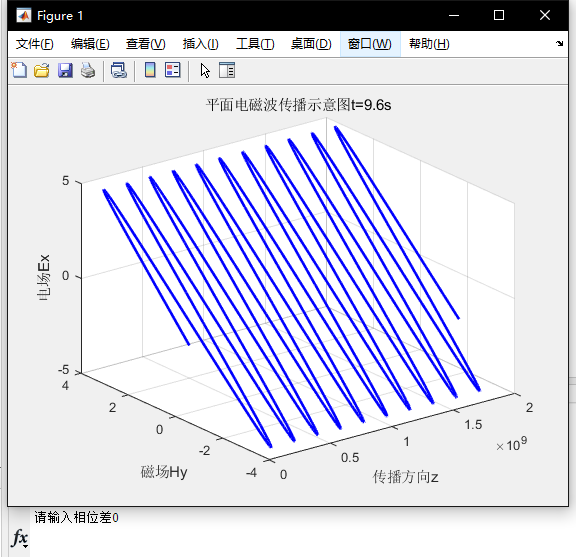 Figure 1
文件(F) 编辑(E) 查看(V) 插入(I) 工具(T) 桌面(D) 窗口(W) 帮助(H)
平面电磁波传播示意图t=9.6s
5
0
-5
电场Ex
4
2
0
-2
-4
磁场Hy
0
0.5
1
1.5
2
×10^9
传播方向z
请输入相位差0
fx